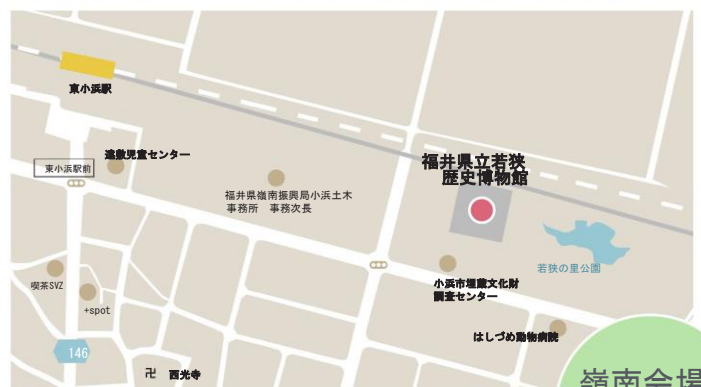 東小浜駅
遠敷児童センター
東小浜駅前
福井県立若狭
歴史博物館
福井県嶺南振興局小浜土木
事務所 事務次長
若狭の里公園
小浜市埋蔵文化財
調査センター
喫茶SVZ
+spot
はしづめ動物病院
146
卍 西光寺
嶺南会場